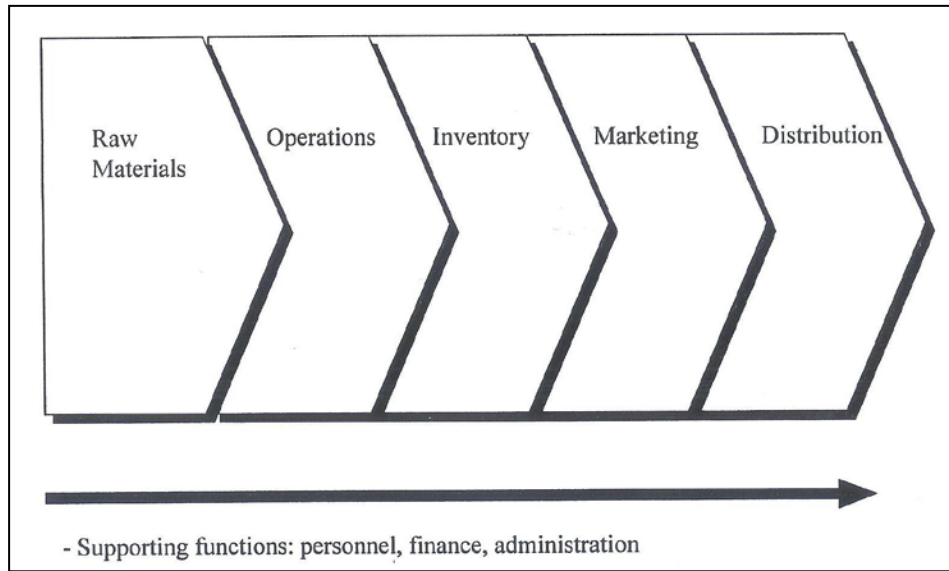 Raw
Materials
Operations
Inventory
Marketing
Distribution
- Supporting functions: personnel, finance, administration